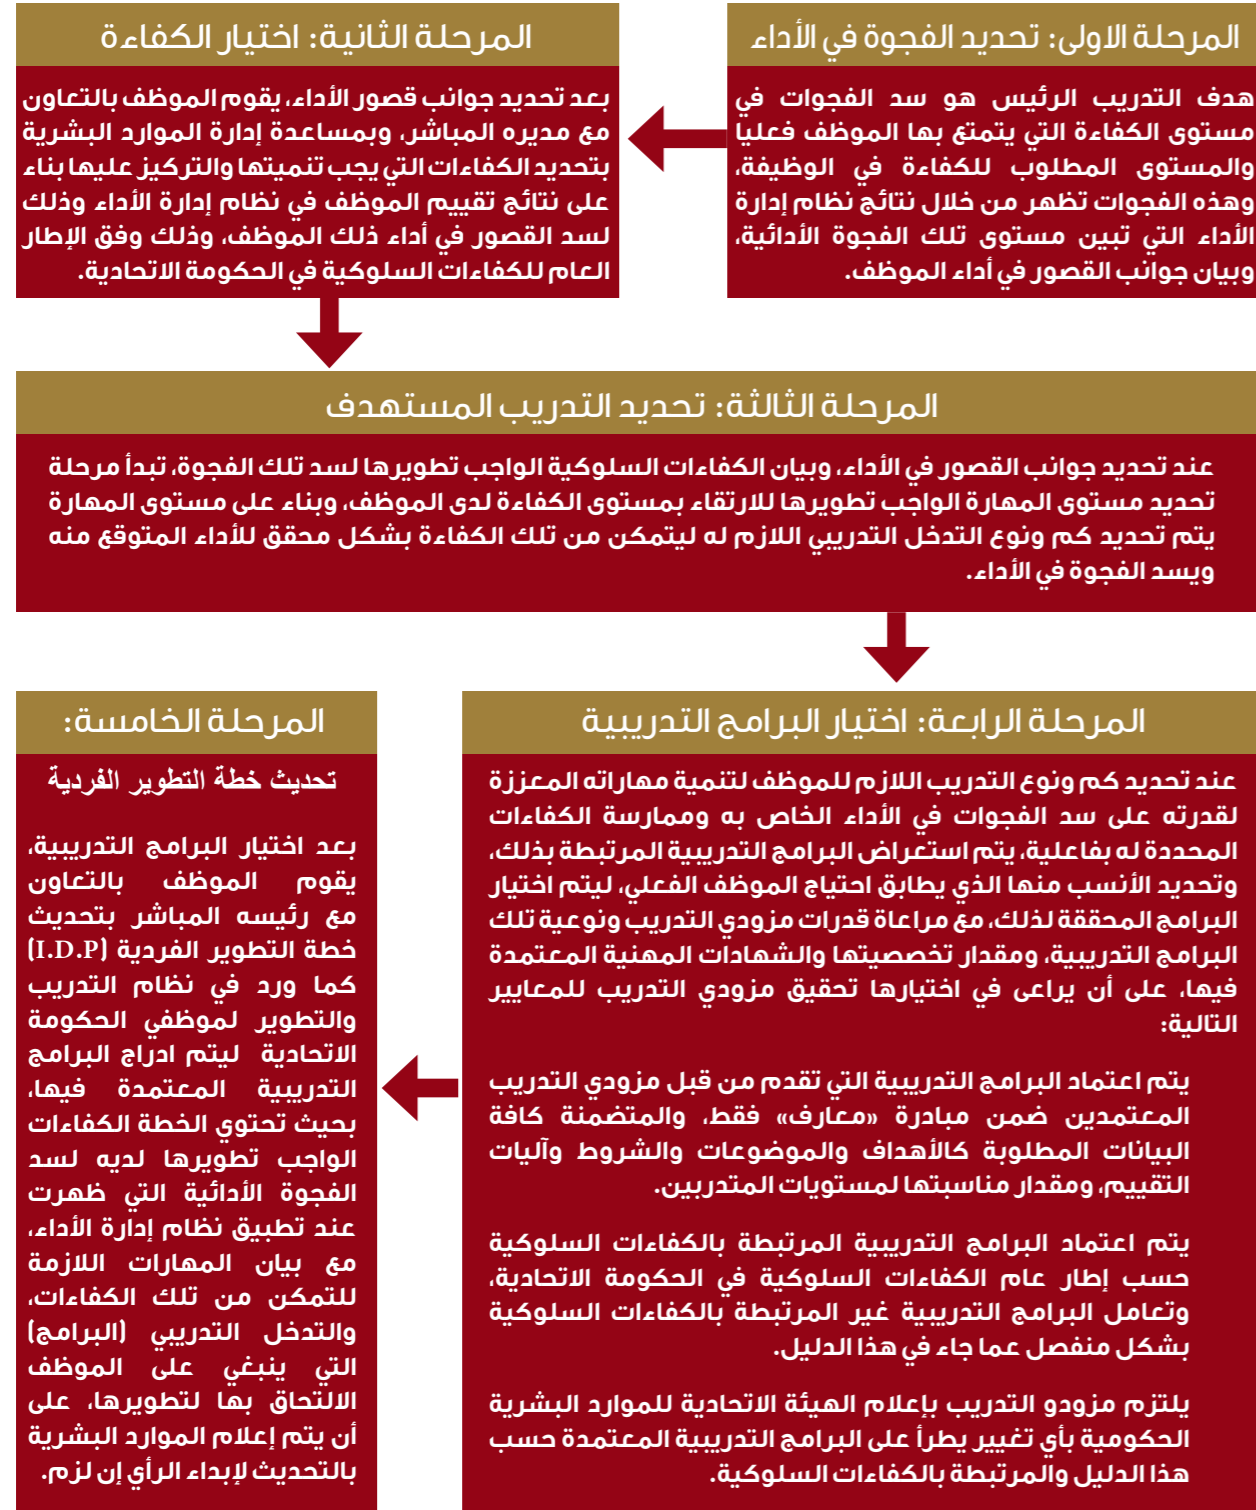 المرحلة الاولى: تحديد الفجوة في الأداء
هدف التدريب الرئيس هو سد الفجوات في
مستوى الكفاءة التي يتمتع بها الموظف فعليا
والمستوى المطلوب للكفاءة في الوظيفة،
وهذه الفجوات تظهر من خلال نتائج نظام إدارة
الأداء التي تبين مستوى تلك الفجوة الأدائية،
وبيان جوانب القصور في أداء الموظف.
المرحلة الثانية: اختيار الكفاءة
بعد تحديد جوانب قصور الأداء، يقوم الموظف بالتعاون
مع مديره المباشر، وبمساعدة إدارة الموارد البشرية
بتحديد الكفاءات التي يجب تنميتها والتركيز عليها بناء
على نتائج تقييم الموظف في نظام إدارة الأداء وذلك
لسد القصور في أداء ذلك الموظف، وذلك وفق الإطار
العام للكفاءات السلوكية في الحكومة الاتحادية.
المرحلة الثالثة: تحديد التدريب المستهدف
عند تحديد جوانب القصور في الأداء، وبيان الكفاءات السلوكية الواجب تطويرها لسد تلك الفجوة، تبدأ مرحلة
تحديد مستوى المهارة الواجب تطويرها للارتقاء بمستوى الكفاءة لدى الموظف، وبناء على مستوى المهارة
يتم تحديد كم ونوع التدخل التدريبي اللازم له ليتمكن من تلك الكفاءة بشكل محقق للأداء المتوقع منه
ويسد الفجوة في الأداء.
المرحلة الرابعة: اختيار البرامج التدريبية
عند تحديد كم ونوع التدريب اللازم للموظف لتنمية مهاراته المعززة
لقدرته على سد الفجوات في الأداء الخاص به وممارسة الكفاءات
المحددة له بفاعلية، يتم استعراض البرامج التدريبية المرتبطة بذلك،
وتحديد الأنسب منها الذي يطابق احتياج الموظف الفعلي، ليتم اختيار
البرامج المحققة لذلك، مع مراعاة قدرات مزودي التدريب ونوعية تلك
البرامج التدريبية، ومقدار تخصصيتها والشهادات المهنية المعتمدة
فيها، على أن يراعى في اختيارها تحقيق مزودي التدريب للمعايير
التالية:
يتم اعتماد البرامج التدريبية التي تقدم من قبل مزودي التدريب
المعتمدين ضمن مبادرة «معارف» فقط، والمتضمنة كافة
البيانات المطلوبة كالأهداف والموضوعات والشروط وآليات
التقييم، ومقدار مناسبتها لمستويات المتدربين.
يتم اعتماد البرامج التدريبية المرتبطة بالكفاءات السلوكية
حسب إطار عام الكفاءات السلوكية في الحكومة الاتحادية،
وتعامل البرامج التدريبية غير المرتبطة بالكفاءات السلوكية
بشكل منفصل عما جاء في هذا الدليل.
يلتزم مزودو التدريب بإعلام الهيئة الاتحادية للموارد البشرية
الحكومية بأي تغيير يطرأ على البرامج التدريبية المعتمدة حسب
هذا الدليل والمرتبطة بالكفاءات السلوكية.
المرحلة الخامسة:
تحديث خطة التطوير الفردية
بعد اختيار البرامج التدريبية،
يقوم الموظف بالتعاون
مع رئيسه المباشر بتحديث
خطة التطوير الفردية (I.D.P)
كما ورد في نظام التدريب
والتطوير لموظفي الحكومة
الاتحادية ليتم ادراج البرامج
التدريبية المعتمدة فيها،
بحيث تحتوي الخطة الكفاءات
الواجب تطويرها لديه لسد
الفجوة الأدائية التي ظهرت
عند تطبيق نظام إدارة الأداء،
مع بيان المهارات اللازمة
للتمكن من تلك الكفاءات،
والتدخل التدريبي (البرامج)
التي ينبغي على الموظف
الالتحاق بها لتطويرها، على
أن يتم إعلام الموارد البشرية
بالتحديث لإبداء الرأي إن لزم.